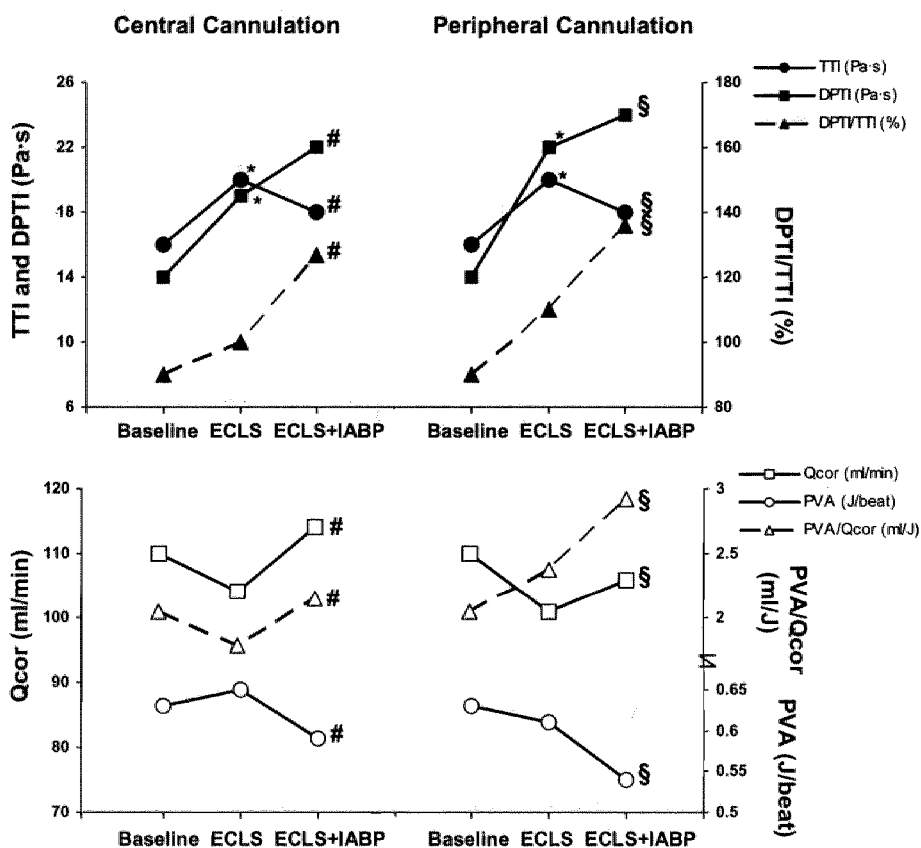 Central Cannulation
Peripheral Cannulation
TTI and DPTI (Pa·s)
26
22
18
14
10
6
#
*
#
*
#
Baseline ECLS ECLS+IABP
§
*
*
§
§
Baseline ECLS ECLS+IABP
180
160
140
120
100
80
DPTI/TTI (%)
TTI (Pa·s)
DPTI (Pa·s)
DPTI/TTI (%)
Qcor (ml/min)
120
110
100
90
80
70
#
#
#
Baseline ECLS ECLS+IABP
§
§
§
Baseline ECLS ECLS+IABP
3
2.5
2
0.65
0.6
0.55
0.5
PVA/Qcor
(ml/J)
PVA (J/beat)
Qcor (ml/min)
PVA (J/beat)
PVA/Qcor (ml/J)